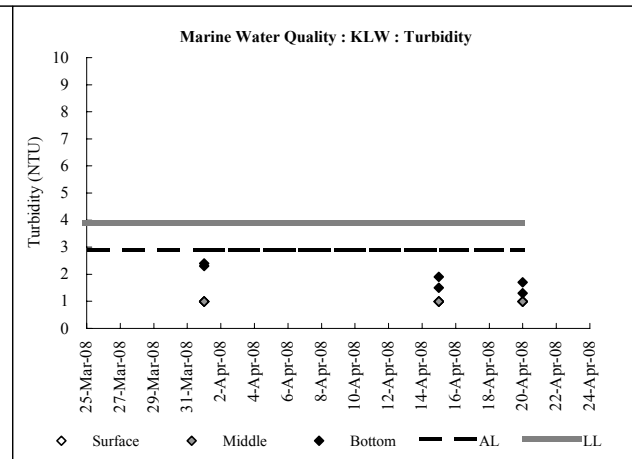 Marine Water Quality : KLW : Turbidity
10
9
8
7
6
5
4
3
2
1
0
Turbidity (NTU)
25-Mar-08
27-Mar-08
29-Mar-08
31-Mar-08
2-Apr-08
4-Apr-08
6-Apr-08
8-Apr-08
10-Apr-08
12-Apr-08
14-Apr-08
16-Apr-08
18-Apr-08
20-Apr-08
22-Apr-08
24-Apr-08
Surface Middle Bottom AL LL